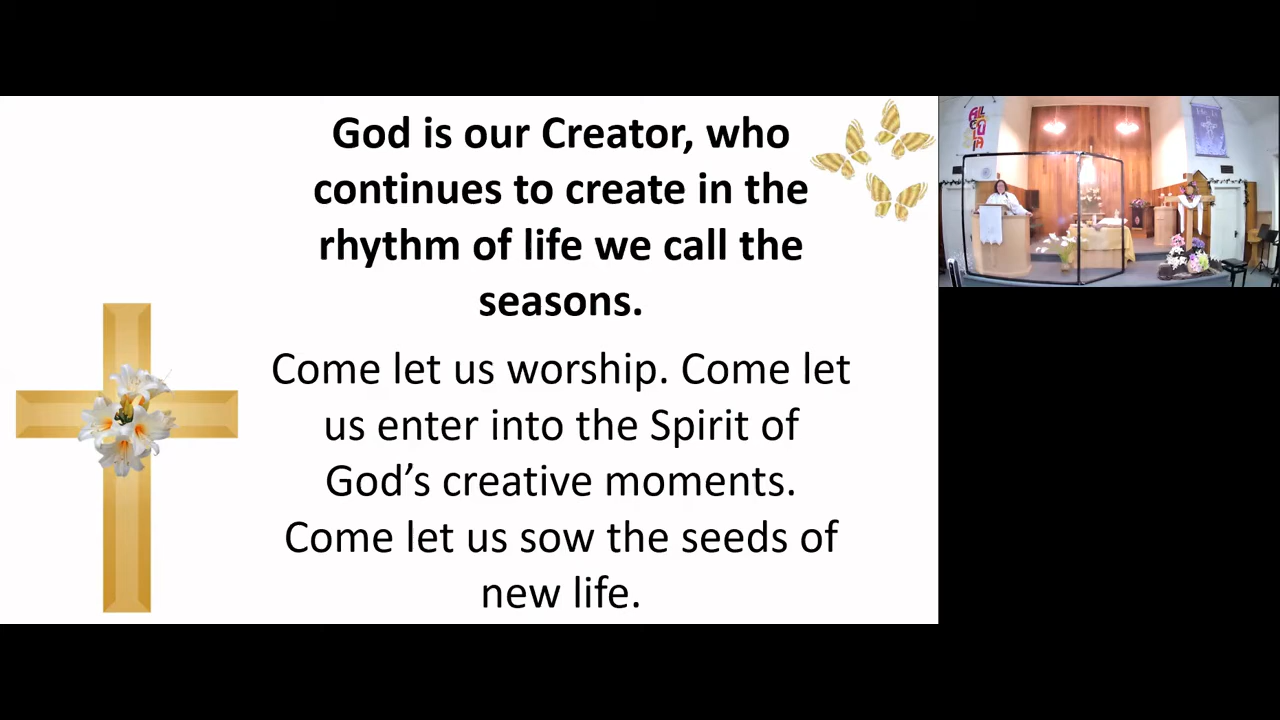 God is our Creator, who
continues to create in the
rhythm of life we call the
seasons.
Come let us worship. Come let
us enter into the Spirit of
God’s creative moments.
Come let us sow the seeds of
new life.